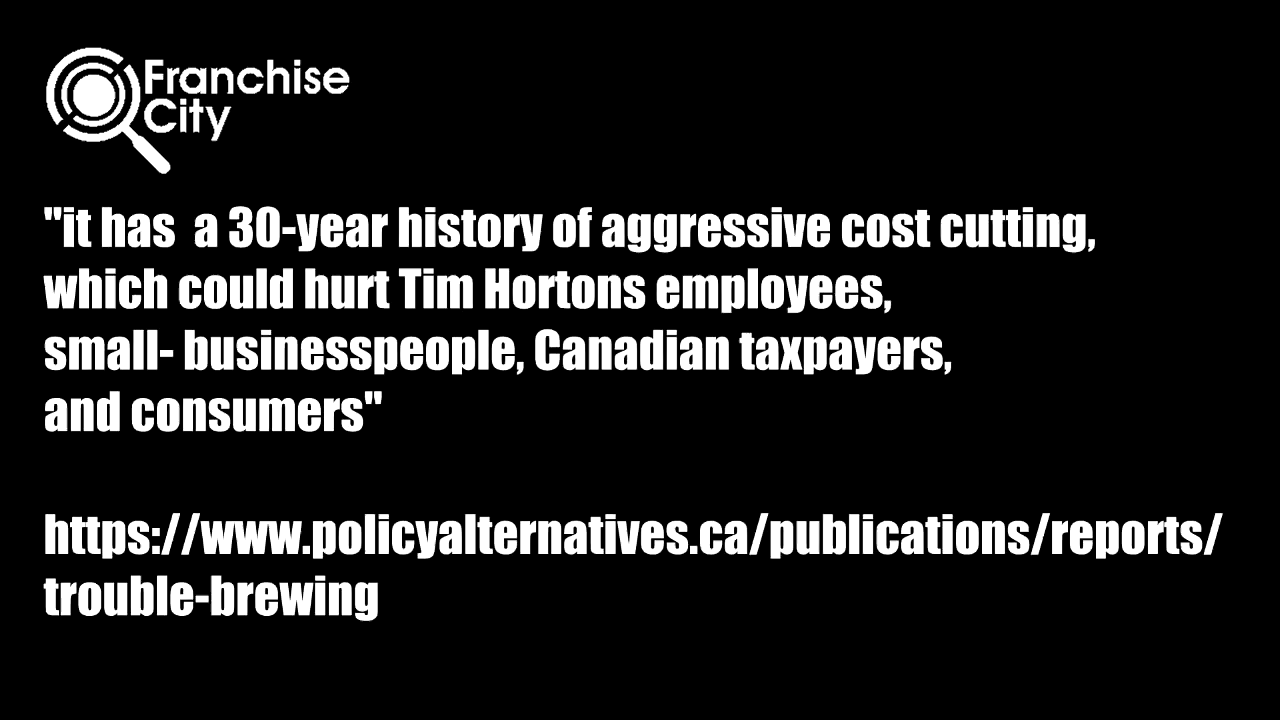 Franchise
City
"it has  a 30-year history of aggressive cost cutting,
which could hurt Tim Hortons employees,
small- businesspeople, Canadian taxpayers,
and consumers"
https://www.policyalternatives.ca/publications/reports/
trouble-brewing